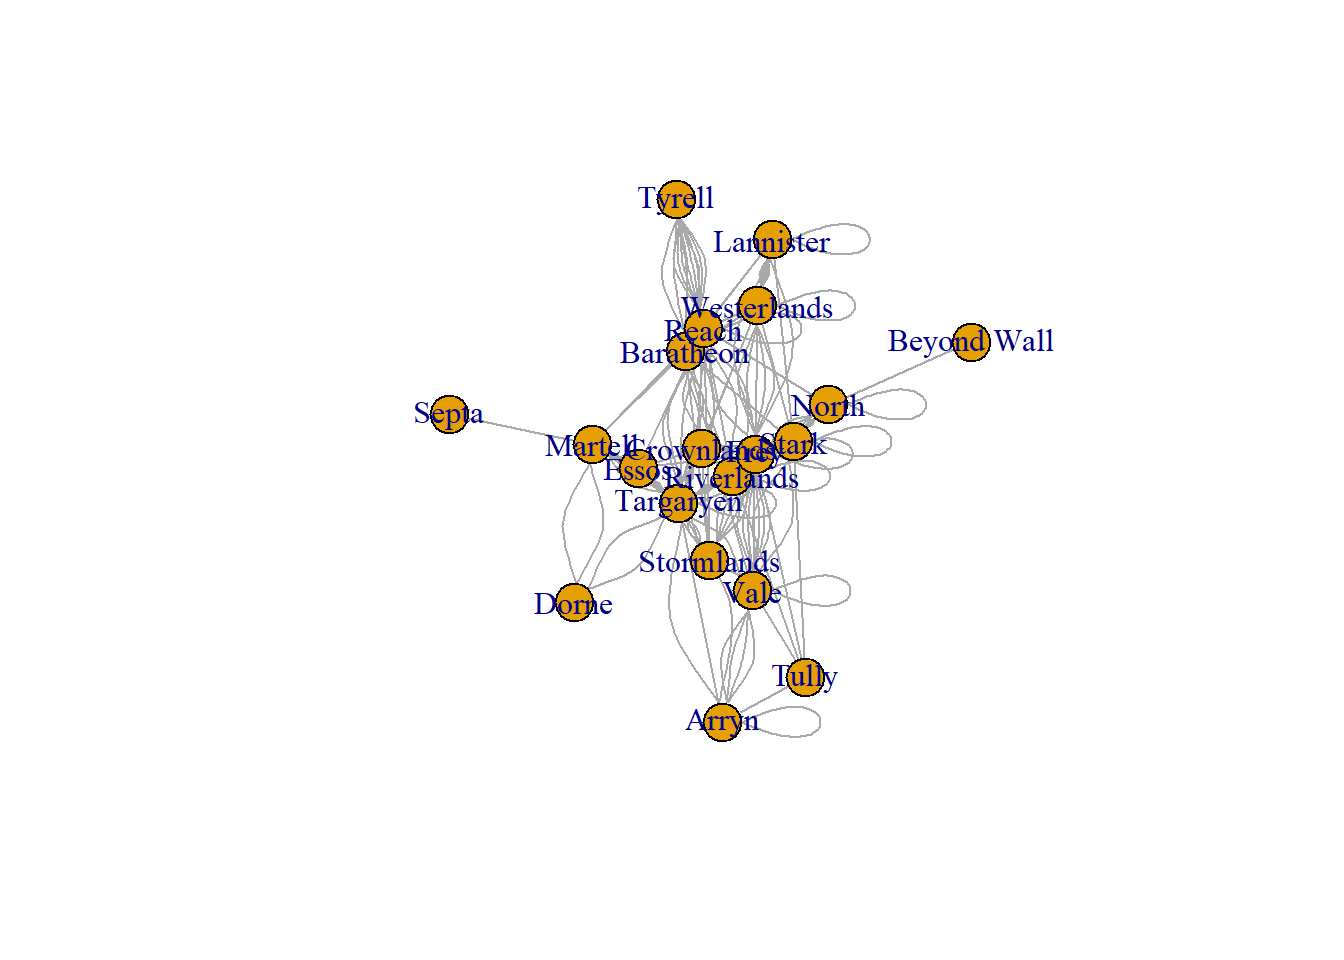 Tyrell
Lannister
Westerlands
Reach
Baratheon
Beyond Wall
North
Septa
Martell
Crownlands
Frey
Stark
Essos
Riverlands
Targaryen
Stormlands
Vale
Dorne
Tully
Arryn